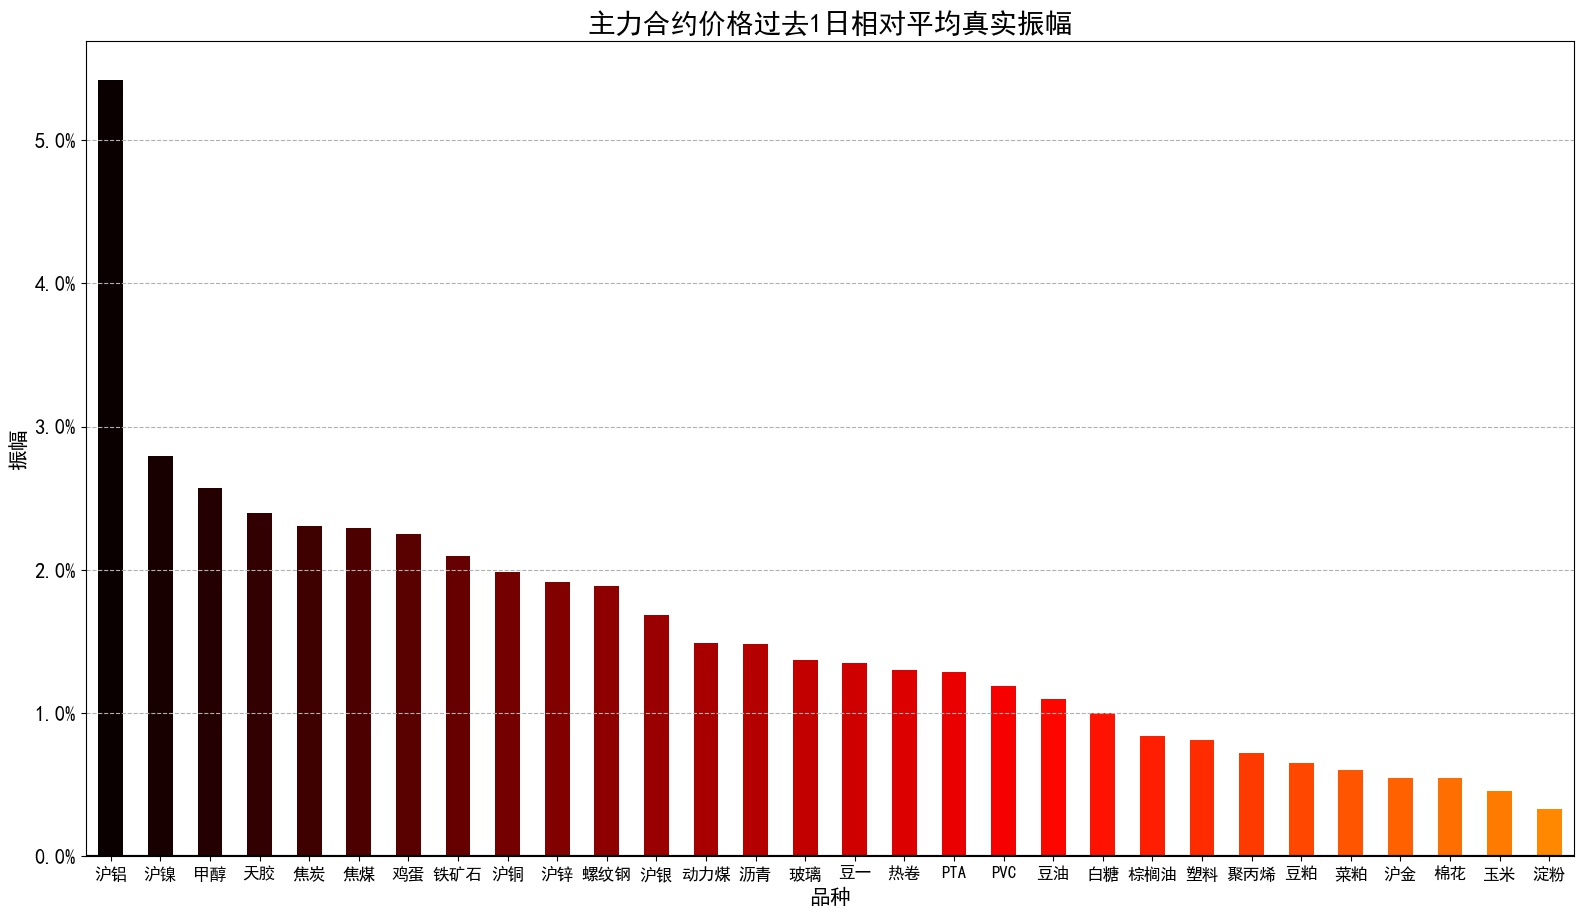 主力合约价格过去1日相对平均真实振幅
振幅
5.0%
4.0%
3.0%
2.0%
1.0%
0.0%
沪铝 沪镍 甲醇 天胶 焦炭 焦煤 鸡蛋 铁矿石 沪铜 沪锌 螺纹钢 沪银 动力煤 沥青 玻璃 豆一 热卷 PTA PVC 豆油 白糖 棕榈油 塑料 聚丙烯 豆粕 菜粕 沪金 棉花 玉米 淀粉
品种